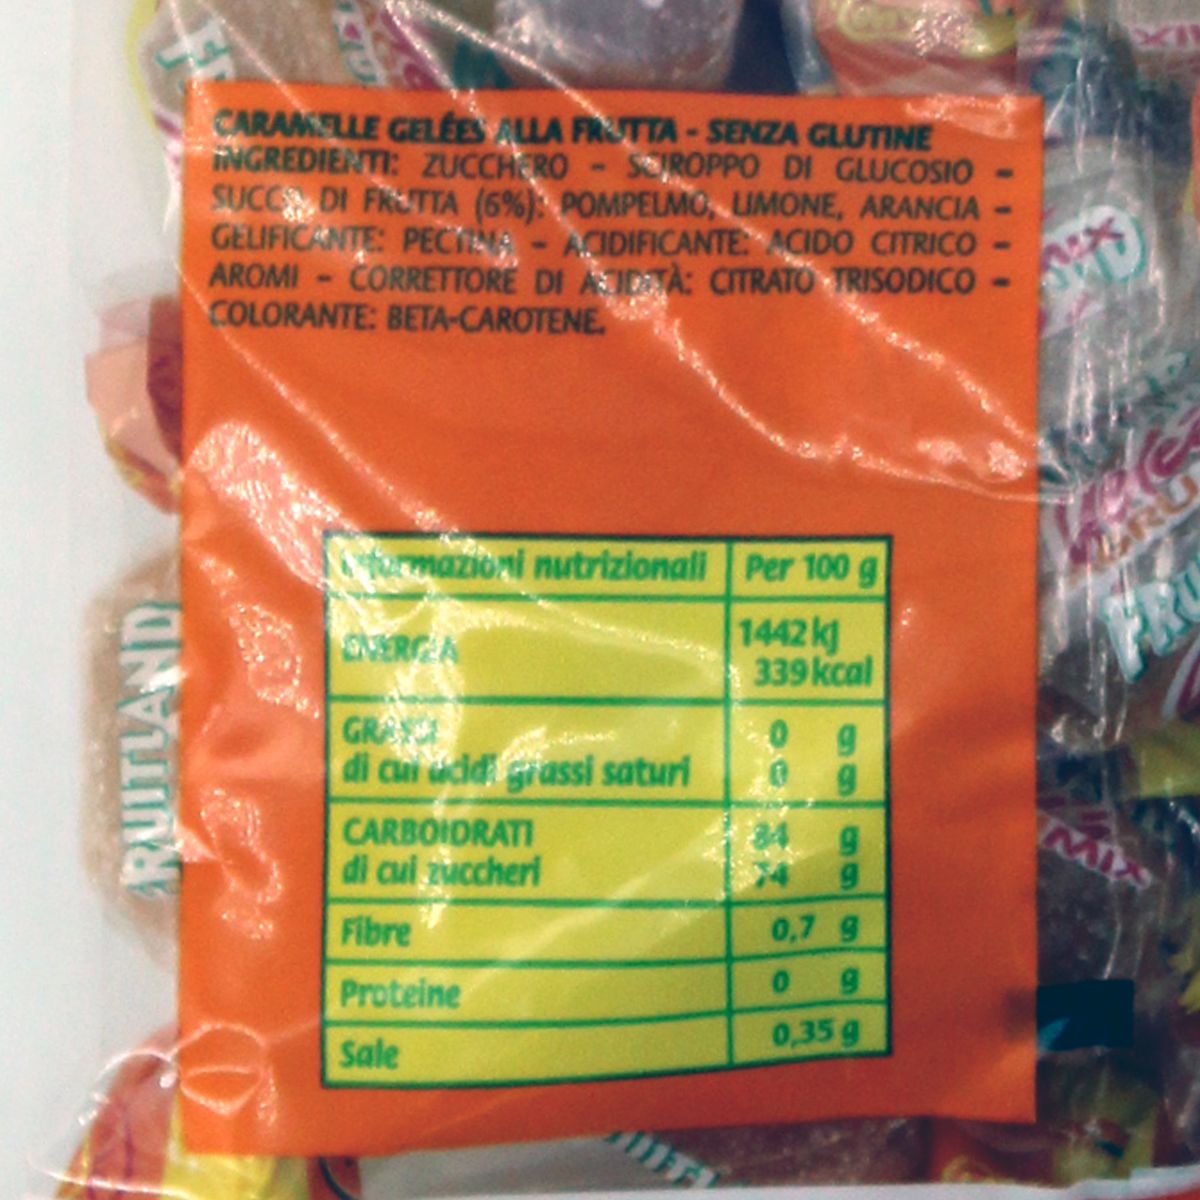 CARAMELLE GELÉES ALLA FRUTTA - SENZA GLUTINE
INGREDIENTI: ZUCCHERO - SCIROPPO DI GLUCOSIO -
SUCCO DI FRUTTA (6%): POMPELMO, LIMONE, ARANCIA -
GELIFICANTE: PECTINA - ACIDIFICANTE: ACIDO CITRICO -
AROMI - CORRETTORE DI ACIDITÀ: CITRATO TRISODICO -
COLORANTE: BETA-CAROTENE.
Informazioni nutrizionali Per 100 g
ENERGIA 1442 kj
339 kcal
GRASSI 0 g
di cui acidi grassi saturi 0 g
CARBOIDRATI 84 g
di cui zuccheri 74 g
Fibre 0,7 g
Proteine 0 g
Sale 0,35 g
FRUITLAND
MIX
MIX